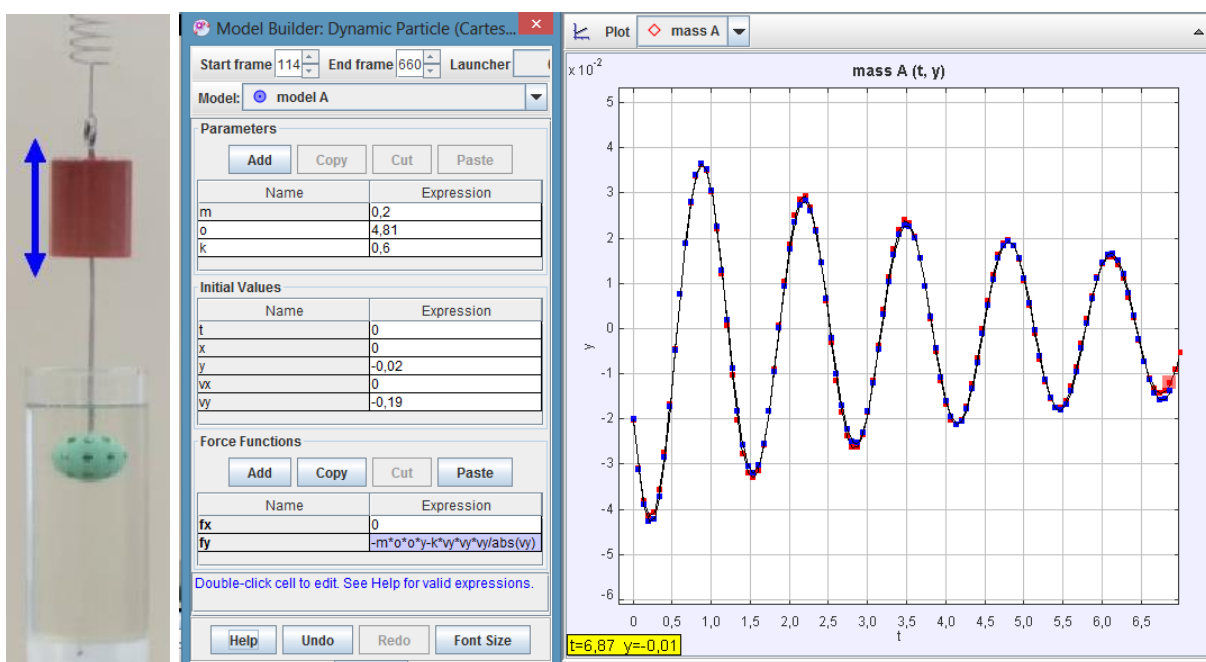 Model Builder: Dynamic Particle (Cartes...
Start frame 114 End frame 660 Launcher
Model: model A
Parameters
Add Copy Cut Paste
Name Expression
m 0,2
o 4,81
k 0,6
Initial Values
Name Expression
t 0
x 0
y -0,02
vx 0
vy -0,19
Force Functions
Add Copy Cut Paste
Name Expression
fx 0
fy -m*o*o*y-k*vy*vy*vy/abs(vy)
Double-click cell to edit. See Help for valid expressions.
Help Undo Redo Font Size
Plot mass A
x 10^-2
mass A (t, y)
5
4
3
2
1
0
-1
-2
-3
-4
-5
-6
y
0 0,5 1,0 1,5 2,0 2,5 3,0 3,5 4,0 4,5 5,0 5,5 6,0 6,5
t
t=6,87 y=-0,01